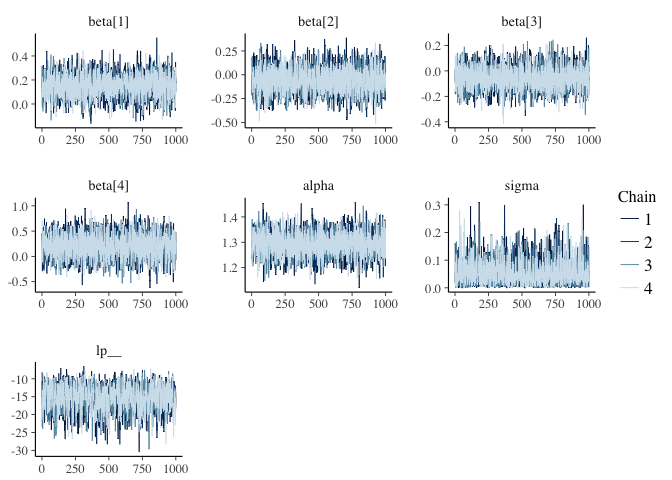 beta[1] beta[2] beta[3]
0.4 0.25 0.2
0.2 0.00 0.0
0.0 -0.25 -0.2
-0.50 -0.4
0 250 500 750 1000 0 250 500 750 1000 0 250 500 750 1000
beta[4] alpha sigma
1.0 1.4 0.3
0.5 1.3 0.2
0.0 1.2 0.1
-0.5 0.0
0 250 500 750 1000 0 250 500 750 1000 0 250 500 750 1000
Chain
1
2
3
4
lp__
-10
-15
-20
-25
-30
0 250 500 750 1000